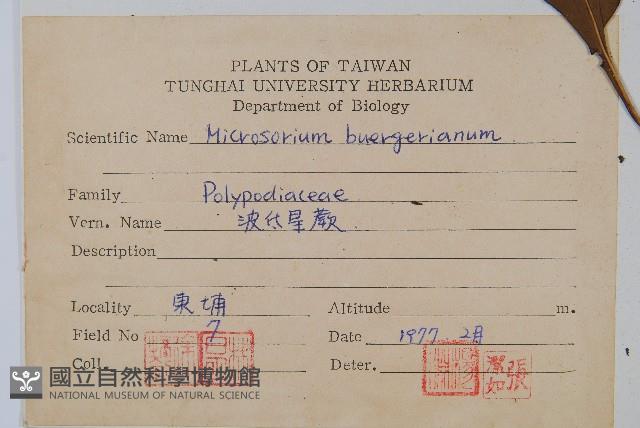 PLANTS OF TAIWAN
TUNGHAI UNIVERSITY HERBARIUM
Department of Biology
Scientific Name Microsorium buergerianum
Family Polypodiaceae
Vern. Name 波氏星蕨
Description
Locality 東埔 Altitude m.
Field No 7 Date 1977 2月
Coll. Deter. 張
國立自然科學博物館
NATIONAL MUSEUM OF NATURAL SCIENCE